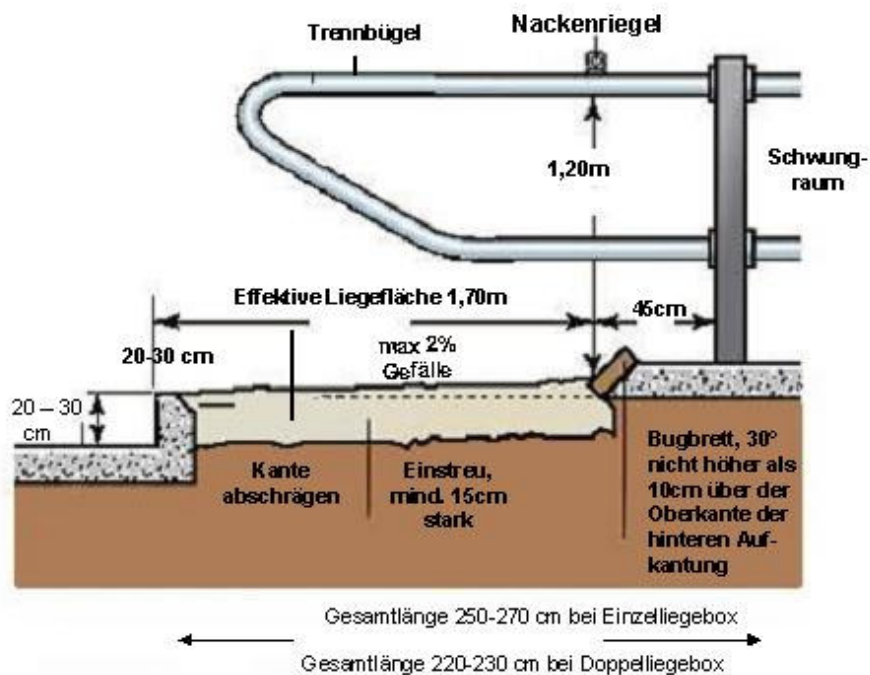 Trennbügel
Nackenriegel
1,20m
Schwung-
raum
Effektive Liegefläche 1,70m
45cm
20-30 cm
max 2%
Gefälle
20 – 30
cm
Kante
abschrägen
Einstreu,
mind. 15cm
stark
Bugbrett, 30°
nicht höher als
10cm über der
Oberkante der
hinteren Auf-
kantung
Gesamtlänge 250-270 cm bei Einzelliegebox
Gesamtlänge 220-230 cm bei Doppelliegebox